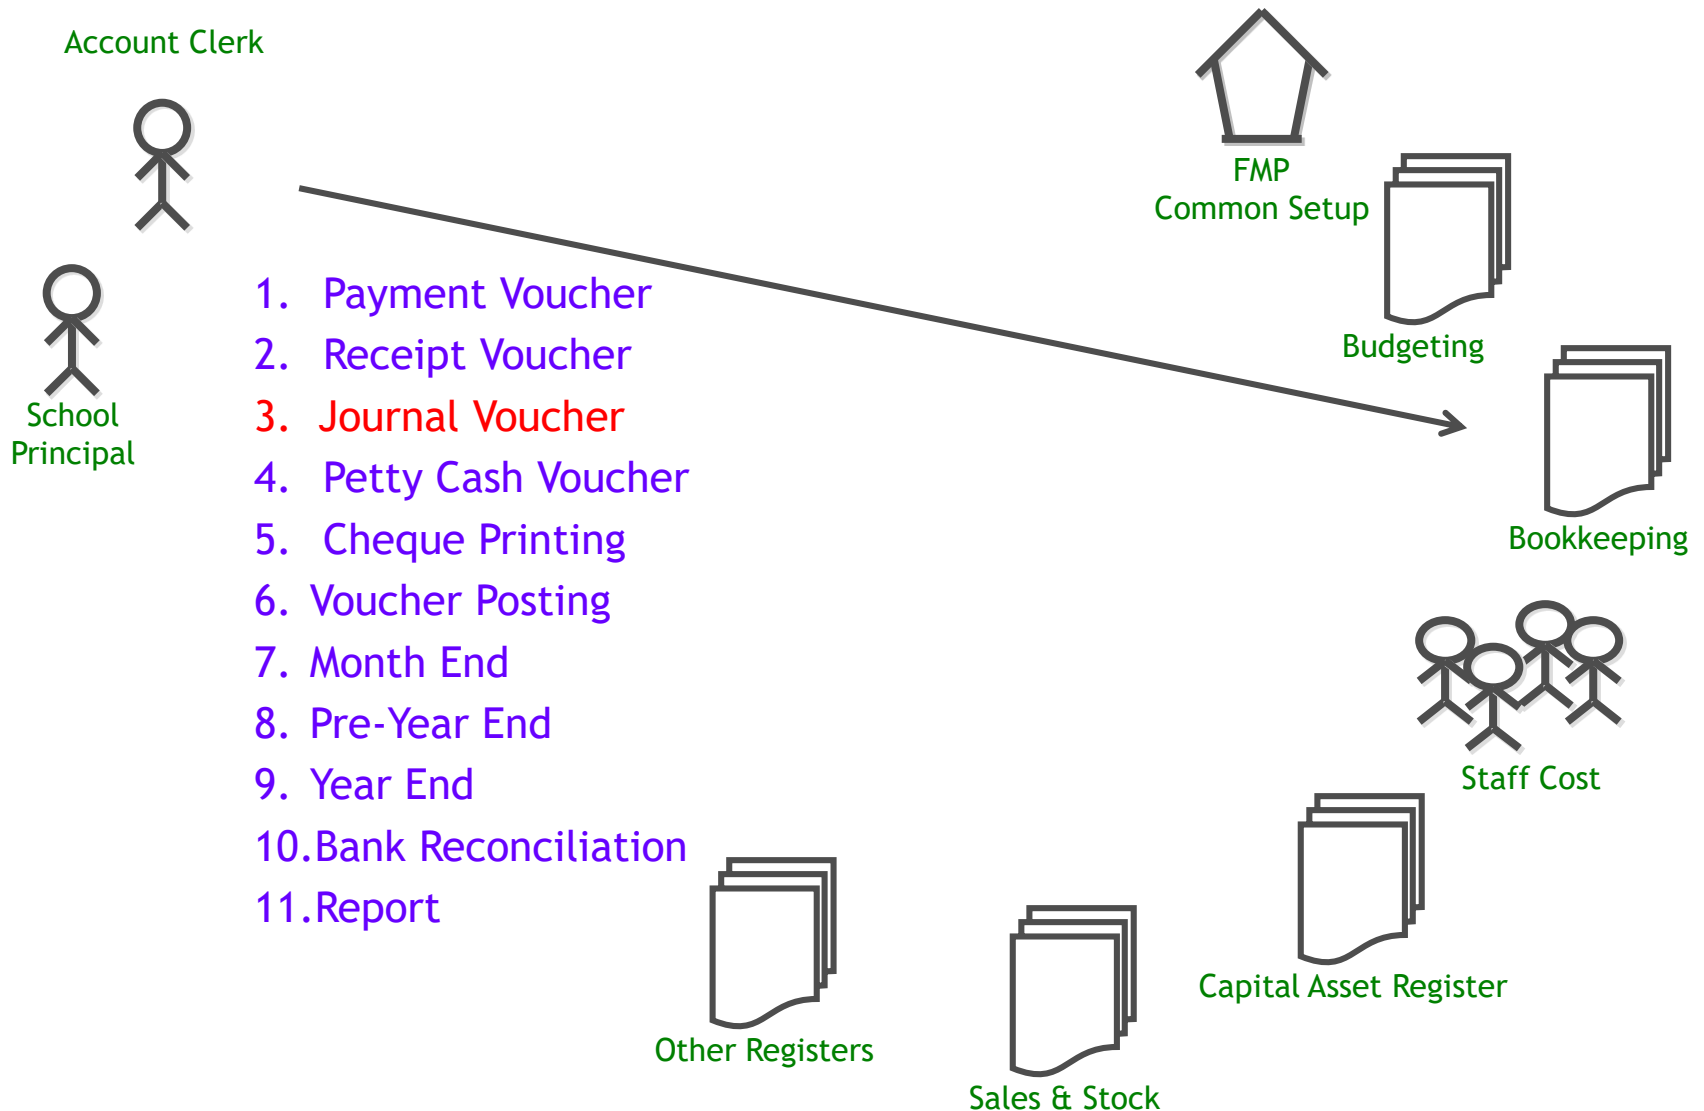 Account Clerk
FMP
Common Setup
1. Payment Voucher
2. Receipt Voucher
Budgeting
School
Principal
3. Journal Voucher
4. Petty Cash Voucher
5. Cheque Printing
Bookkeeping
6. Voucher Posting
7. Month End
8. Pre-Year End
9. Year End
Staff Cost
10.Bank Reconciliation
11.Report
Capital Asset Register
Other Registers
Sales & Stock